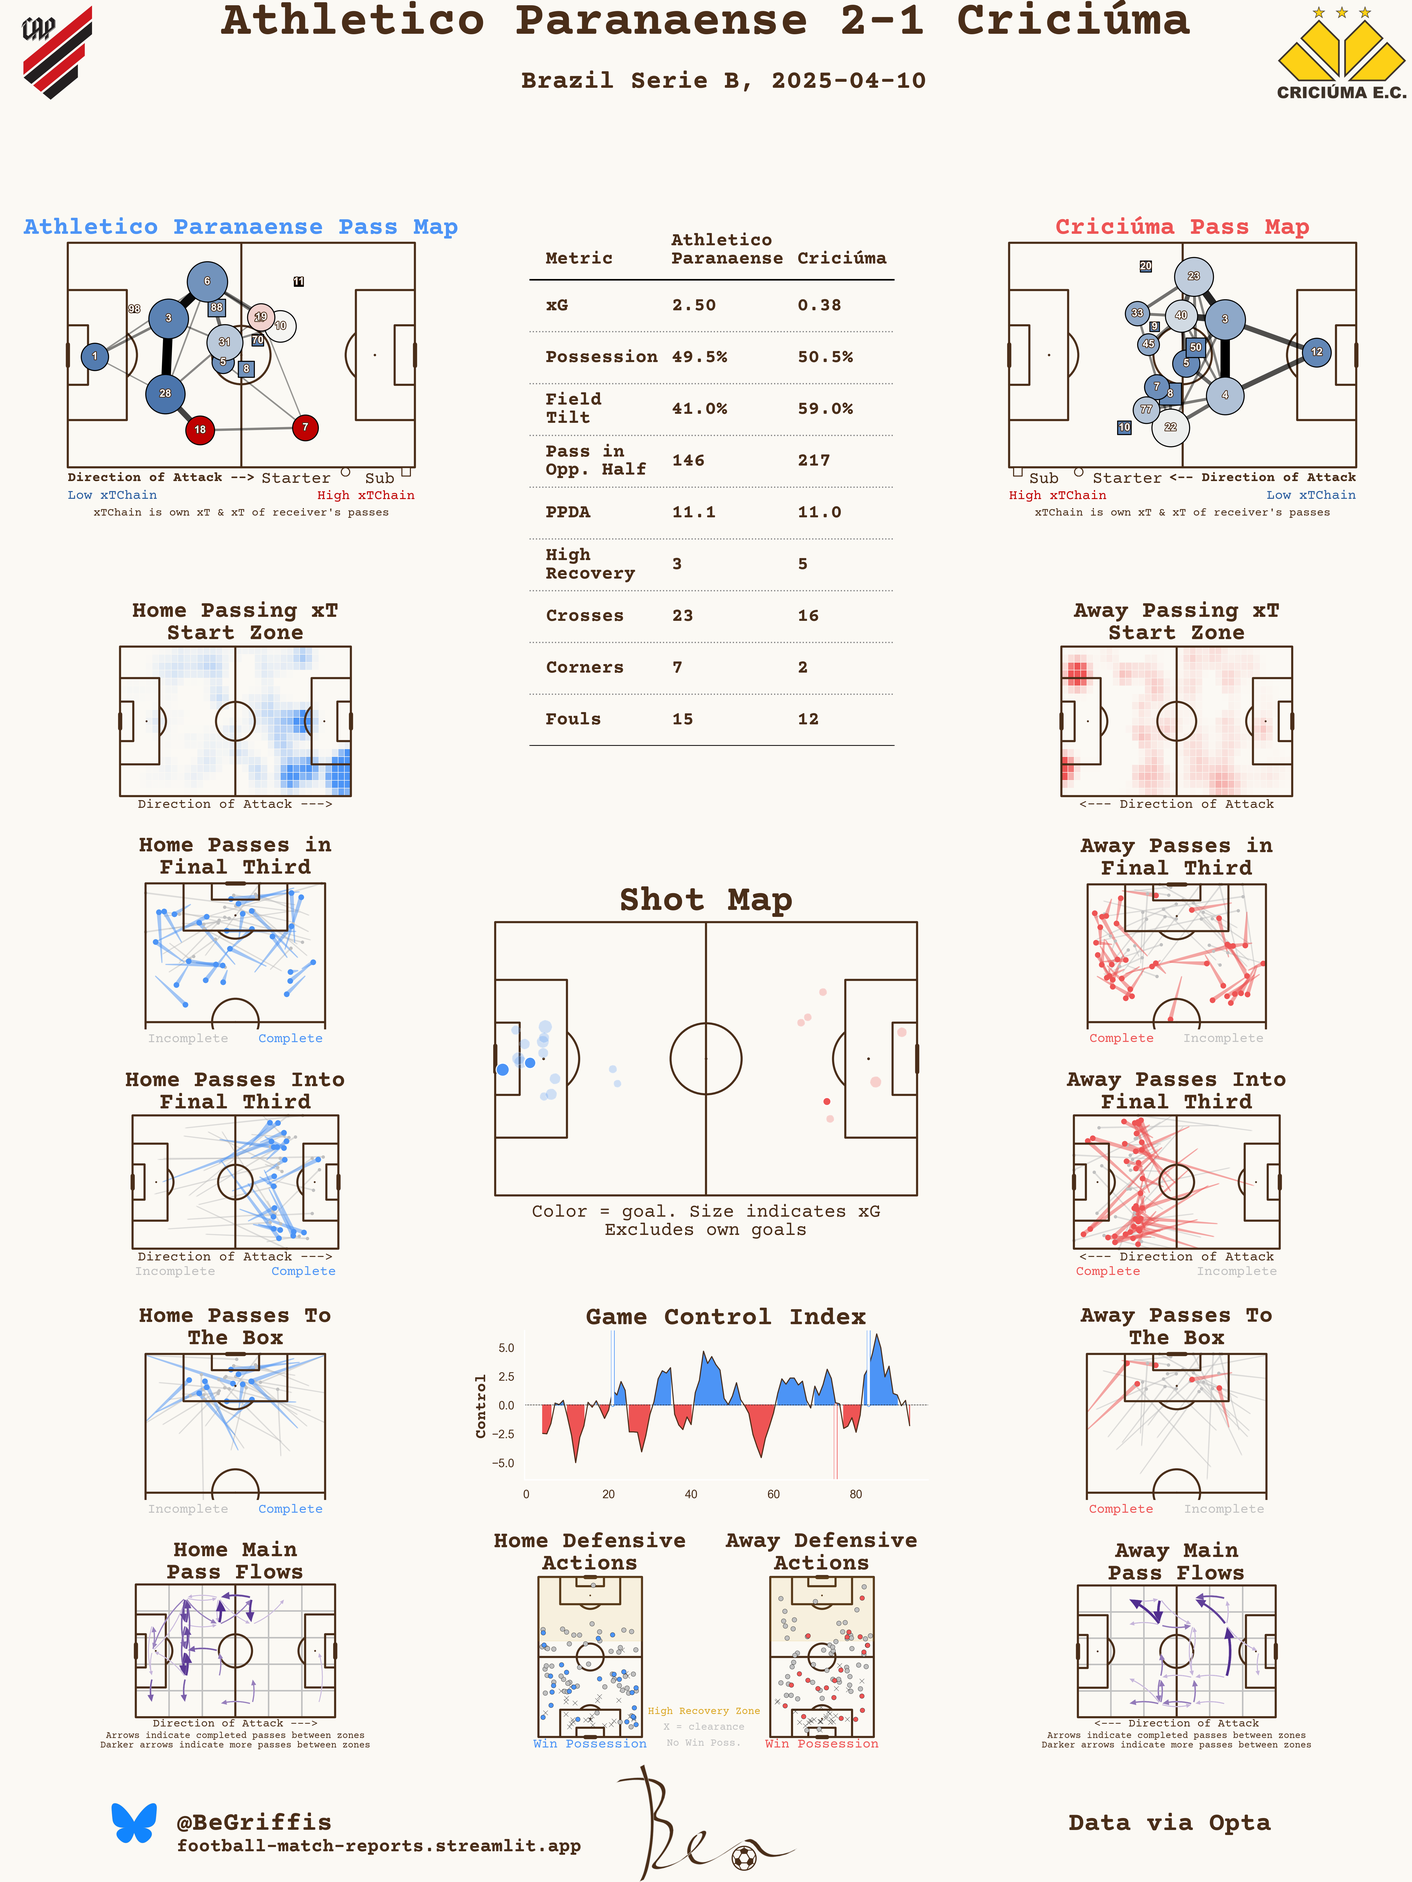 CAP
Athletico Paranaense 2-1 Criciúma
Brazil Serie B, 2025-04-10
CRICIÚMA E.C.
Athletico Paranaense Pass Map
6
11
98
88
3
19
10
31
70
1
5
8
28
18
7
Direction of Attack --> Starter Sub
Low xTChain High xTChain
xTChain is own xT & xT of receiver's passes
Metric Athletico Paranaense Criciúma
xG 2.50 0.38
Possession 49.5% 50.5%
Field Tilt 41.0% 59.0%
Pass in Opp. Half 146 217
PPDA 11.1 11.0
High Recovery 3 5
Crosses 23 16
Corners 7 2
Fouls 15 12
Criciúma Pass Map
20
23
33
40
3
9
45
50
12
5
7
8
4
77
10
22
Sub Starter <-- Direction of Attack
High xTChain Low xTChain
xTChain is own xT & xT of receiver's passes
Home Passing xT
Start Zone
Direction of Attack --->
Away Passing xT
Start Zone
<--- Direction of Attack
Home Passes in
Final Third
Incomplete Complete
Shot Map
Color = goal. Size indicates xG
Excludes own goals
Away Passes in
Final Third
Complete Incomplete
Home Passes Into
Final Third
Direction of Attack --->
Incomplete Complete
Away Passes Into
Final Third
<--- Direction of Attack
Complete Incomplete
Home Passes To
The Box
Incomplete Complete
Game Control Index
Control
5.0
2.5
0.0
−2.5
−5.0
0 20 40 60 80
Away Passes To
The Box
Complete Incomplete
Home Main
Pass Flows
Direction of Attack --->
Arrows indicate completed passes between zones
Darker arrows indicate more passes between zones
Home Defensive
Actions
Win Possession
High Recovery Zone
X = clearance
No Win Poss.
Away Defensive
Actions
Win Possession
Away Main
Pass Flows
<--- Direction of Attack
Arrows indicate completed passes between zones
Darker arrows indicate more passes between zones
@BeGriffis
football-match-reports.streamlit.app
Ben
Data via Opta